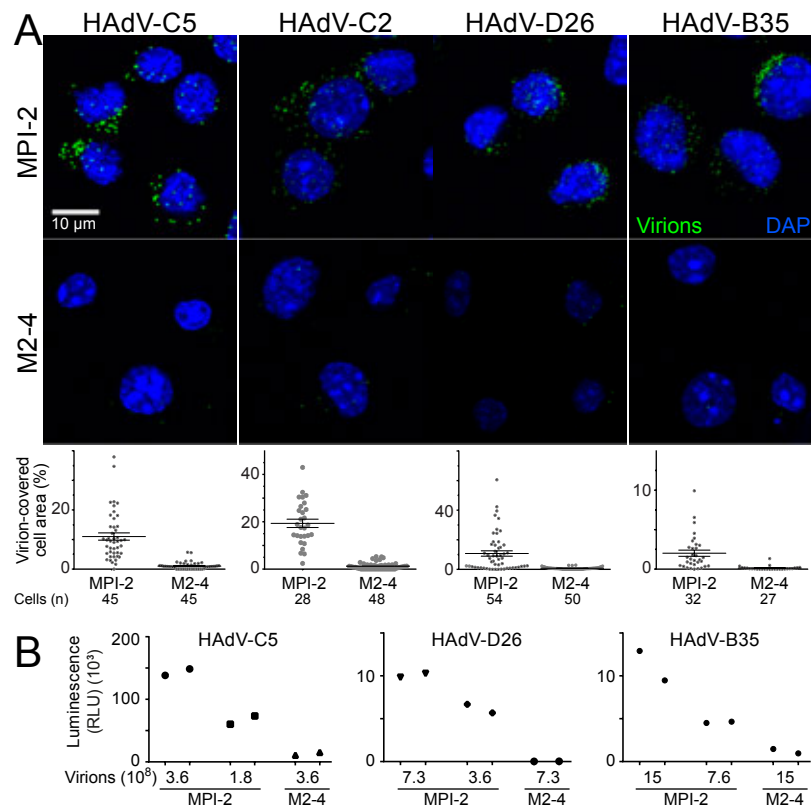 A
HAdV-C5 HAdV-C2 HAdV-D26 HAdV-B35
MPI-2
10 µm
Virions DAP
M2-4
Virion-covered
cell area (%)
20
0
40
20
0
40
0
10
0
MPI-2 M2-4 MPI-2 M2-4 MPI-2 M2-4 MPI-2 M2-4
Cells (n) 45 45 28 48 54 50 32 27
B
HAdV-C5 HAdV-D26 HAdV-B35
Luminescence
(RLU) (10³)
200
150
100
50
0
10
0
10
0
Virions (10⁸) 3.6 1.8 3.6 7.3 3.6 7.3 15 7.6 15
MPI-2 M2-4 MPI-2 M2-4 MPI-2 M2-4